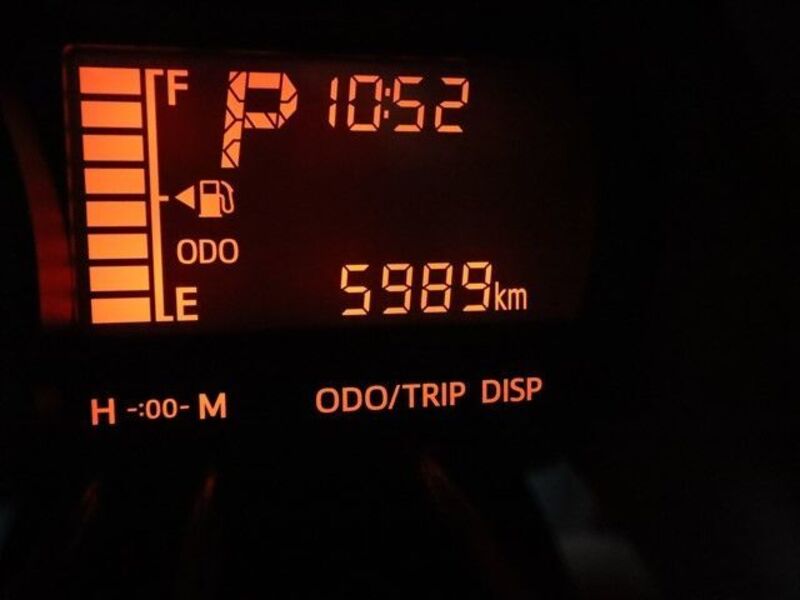 F P 10:52
ODO
E 5989km
H -:00- M ODO/TRIP DISP